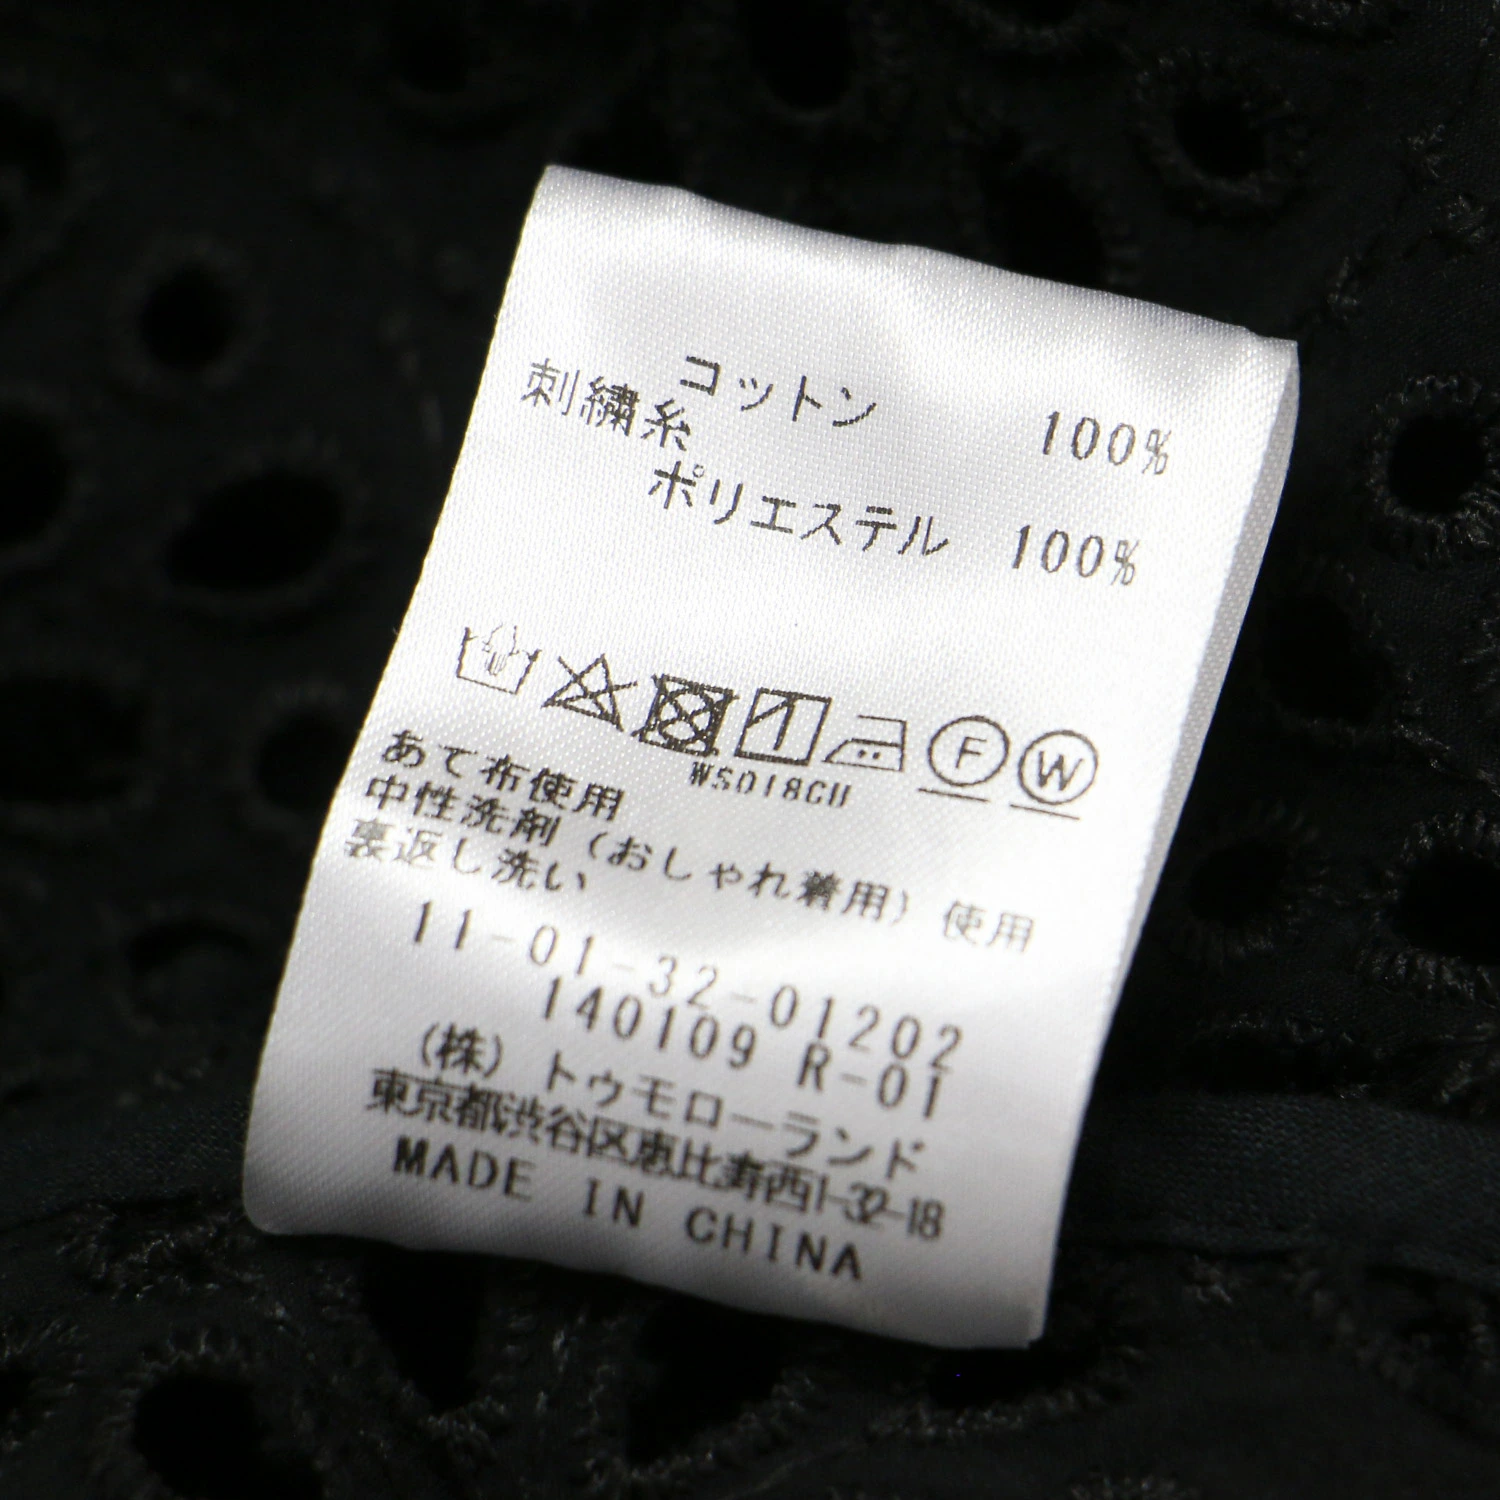 コットン 100%
刺繍糸
ポリエステル 100%
F W
WS018CU
あて布使用
中性洗剤(おしゃれ着用)使用
裏返し洗い
11-01-32-01202
140109 R-01
(株)トゥモローランド
東京都渋谷区恵比寿西1-32-18
MADE IN CHINA